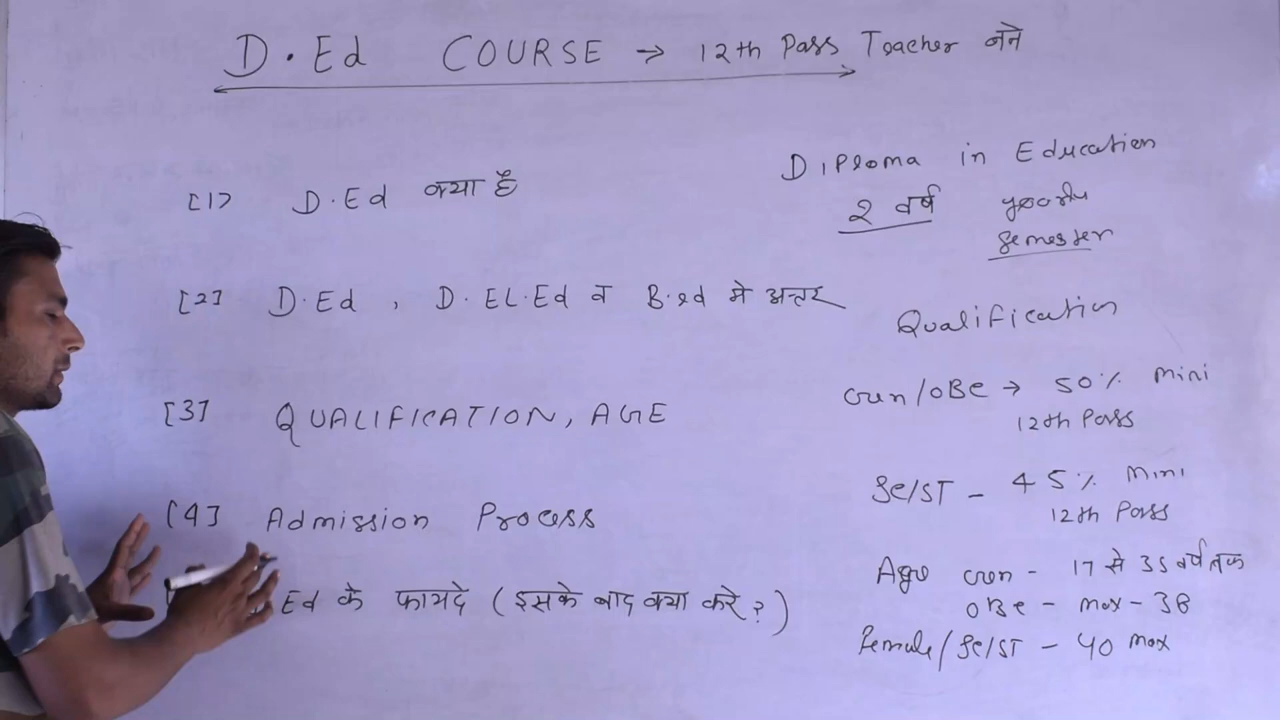 D.Ed COURSE → 12th Pass Teacher बने
[1] D.Ed क्या है
[2] D.Ed , D.EL.Ed व B.ed मे अन्तर
[3] QUALIFICATION, AGE
[4] Admission Process
Ed के फायदे (इसके बाद क्या करे?)
Diploma in Education
2 वर्ष yearly
semester
Qualification
Gen/OBC → 50% mini
12th Pass
SC/ST - 45% mini
12th Pass
Age Gen - 17 से 35 वर्ष तक
OBC - max - 38
Female/SC/ST - 40 max